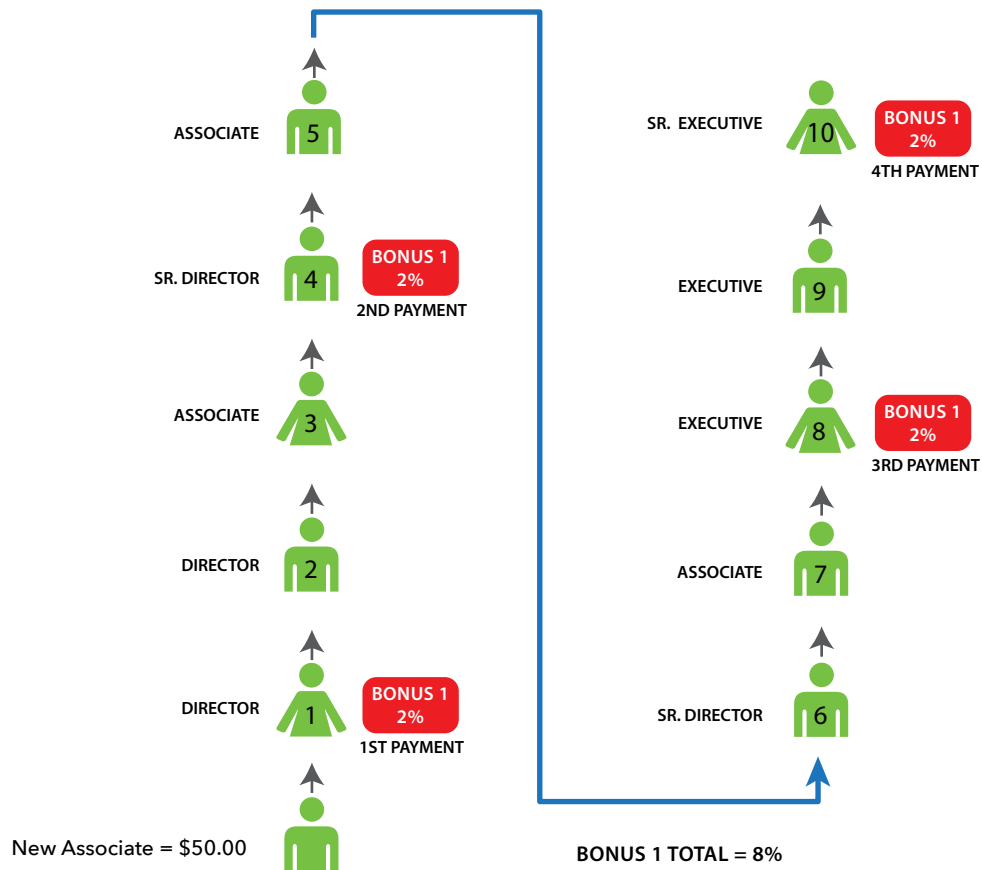 ASSOCIATE
5
SR. DIRECTOR
4
BONUS 1
2%
2ND PAYMENT
ASSOCIATE
3
DIRECTOR
2
DIRECTOR
1
BONUS 1
2%
1ST PAYMENT
New Associate = $50.00
SR. EXECUTIVE
10
BONUS 1
2%
4TH PAYMENT
EXECUTIVE
9
EXECUTIVE
8
BONUS 1
2%
3RD PAYMENT
ASSOCIATE
7
SR. DIRECTOR
6
BONUS 1 TOTAL = 8%